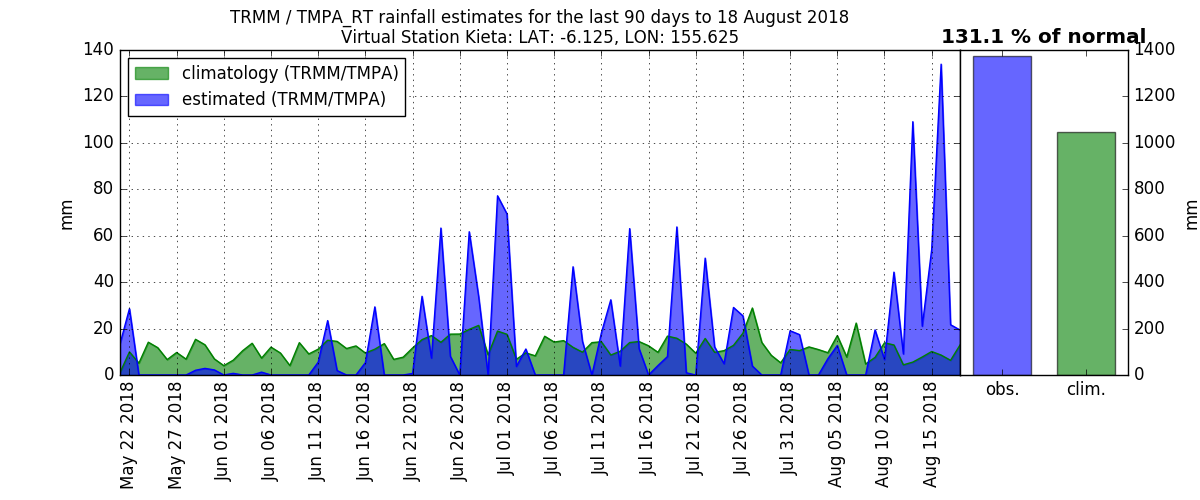 TRMM / TMPA_RT rainfall estimates for the last 90 days to 18 August 2018
Virtual Station Kieta: LAT: -6.125, LON: 155.625
131.1 % of normal
climatology (TRMM/TMPA)
estimated (TRMM/TMPA)
mm
140
120
100
80
60
40
20
0
May 22 2018
May 27 2018
Jun 01 2018
Jun 06 2018
Jun 11 2018
Jun 16 2018
Jun 21 2018
Jun 26 2018
Jul 01 2018
Jul 06 2018
Jul 11 2018
Jul 16 2018
Jul 21 2018
Jul 26 2018
Jul 31 2018
Aug 05 2018
Aug 10 2018
Aug 15 2018
obs.
clim.
1400
1200
1000
800
600
400
200
0
mm